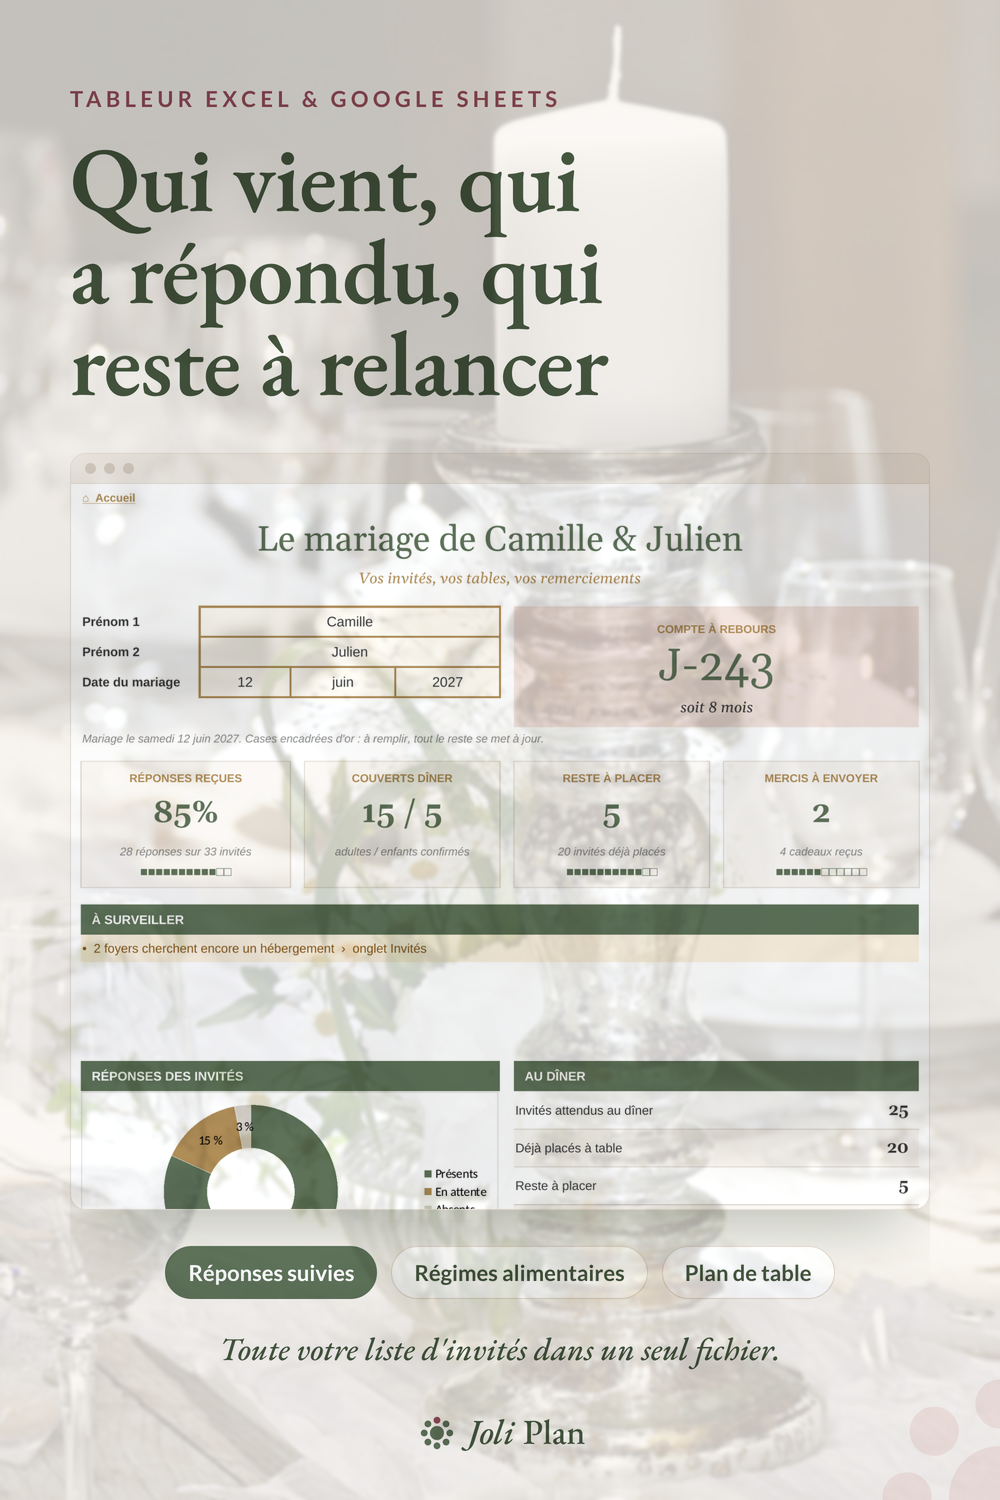 TABLEUR EXCEL & GOOGLE SHEETS
Qui vient, qui
a répondu, qui
reste à relancer
⌂ Accueil
Le mariage de Camille & Julien
Vos invités, vos tables, vos remerciements
Prénom 1 Camille
Prénom 2 Julien
Date du mariage 12 juin 2027
COMPTE À REBOURS
J-243
soit 8 mois
Mariage le samedi 12 juin 2027. Cases encadrées d'or : à remplir, tout le reste se met à jour.
RÉPONSES REÇUES
85%
28 réponses sur 33 invités
COUVERTS DÎNER
15 / 5
adultes / enfants confirmés
RESTE À PLACER
5
20 invités déjà placés
MERCIS À ENVOYER
2
4 cadeaux reçus
À SURVEILLER
• 2 foyers cherchent encore un hébergement › onglet Invités
RÉPONSES DES INVITÉS
15 %
3 %
Présents
En attente
Absents
AU DÎNER
Invités attendus au dîner 25
Déjà placés à table 20
Reste à placer 5
Réponses suivies
Régimes alimentaires
Plan de table
Toute votre liste d'invités dans un seul fichier.
Joli Plan